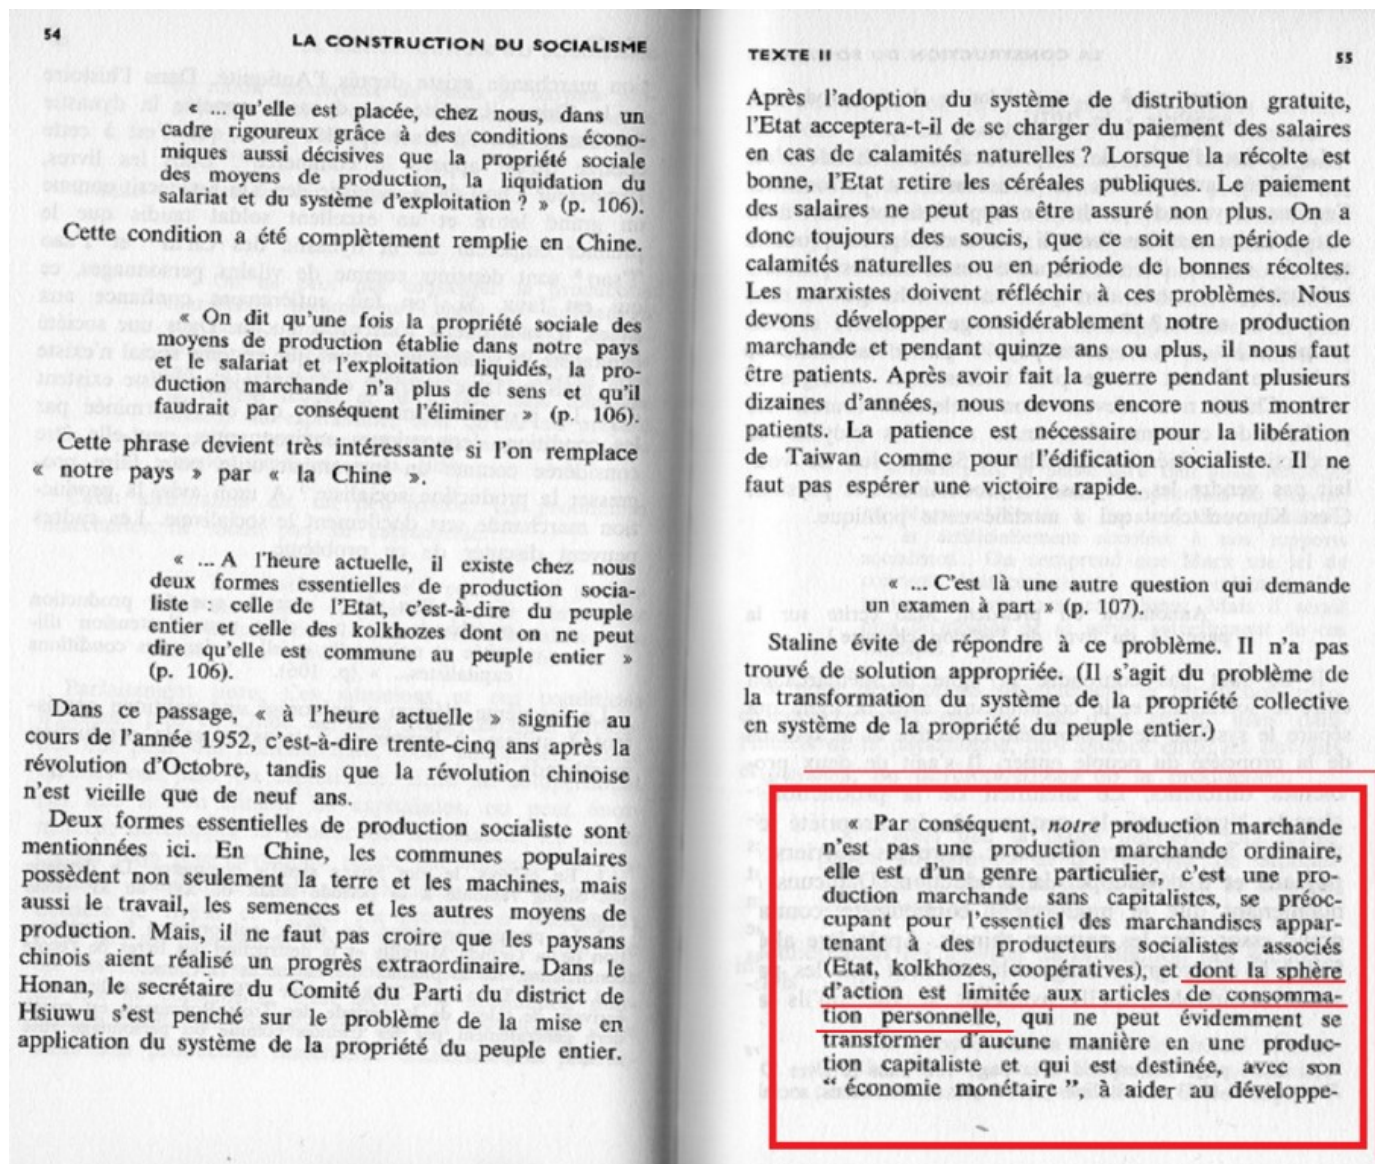 54
LA CONSTRUCTION DU SOCIALISME
« ... qu'elle est placée, chez nous, dans un
cadre rigoureux grâce à des conditions écono-
miques aussi décisives que la propriété sociale
des moyens de production, la liquidation du
salariat et du système d'exploitation ? » (p. 106).
Cette condition a été complètement remplie en Chine.
« On dit qu'une fois la propriété sociale des
moyens de production établie dans notre pays
et le salariat et l'exploitation liquidés, la pro-
duction marchande n'a plus de sens et qu'il
faudrait par conséquent l'éliminer » (p. 106).
Cette phrase devient très intéressante si l'on remplace
« notre pays » par « la Chine ».
« ... A l'heure actuelle, il existe chez nous
deux formes essentielles de production socia-
liste : celle de l'Etat, c'est-à-dire du peuple
entier et celle des kolkhozes dont on ne peut
dire qu'elle est commune au peuple entier »
(p. 106).
Dans ce passage, « à l'heure actuelle » signifie au
cours de l'année 1952, c'est-à-dire trente-cinq ans après la
révolution d'Octobre, tandis que la révolution chinoise
n'est vieille que de neuf ans.
Deux formes essentielles de production socialiste sont
mentionnées ici. En Chine, les communes populaires
possèdent non seulement la terre et les machines, mais
aussi le travail, les semences et les autres moyens de
production. Mais, il ne faut pas croire que les paysans
chinois aient réalisé un progrès extraordinaire. Dans le
Honan, le secrétaire du Comité du Parti du district de
Hsiuwu s'est penché sur le problème de la mise en
application du système de la propriété du peuple entier.
TEXTE II
55
Après l'adoption du système de distribution gratuite,
l'Etat acceptera-t-il de se charger du paiement des salaires
en cas de calamités naturelles ? Lorsque la récolte est
bonne, l'Etat retire les céréales publiques. Le paiement
des salaires ne peut pas être assuré non plus. On a
donc toujours des soucis, que ce soit en période de
calamités naturelles ou en période de bonnes récoltes.
Les marxistes doivent réfléchir à ces problèmes. Nous
devons développer considérablement notre production
marchande et pendant quinze ans ou plus, il nous faut
être patients. Après avoir fait la guerre pendant plusieurs
dizaines d'années, nous devons encore nous montrer
patients. La patience est nécessaire pour la libération
de Taiwan comme pour l'édification socialiste. Il ne
faut pas espérer une victoire rapide.
« ... C'est là une autre question qui demande
un examen à part » (p. 107).
Staline évite de répondre à ce problème. Il n'a pas
trouvé de solution appropriée. (Il s'agit du problème de
la transformation du système de la propriété collective
en système de la propriété du peuple entier.)
« Par conséquent, notre production marchande
n'est pas une production marchande ordinaire,
elle est d'un genre particulier, c'est une pro-
duction marchande sans capitalistes, se préoc-
cupant pour l'essentiel des marchandises appar-
tenant à des producteurs socialistes associés
(Etat, kolkhozes, coopératives), et dont la sphère
d'action est limitée aux articles de consomma-
tion personnelle, qui ne peut évidemment se
transformer d'aucune manière en une produc-
tion capitaliste et qui est destinée, avec son
“ économie monétaire ”, à aider au développe-